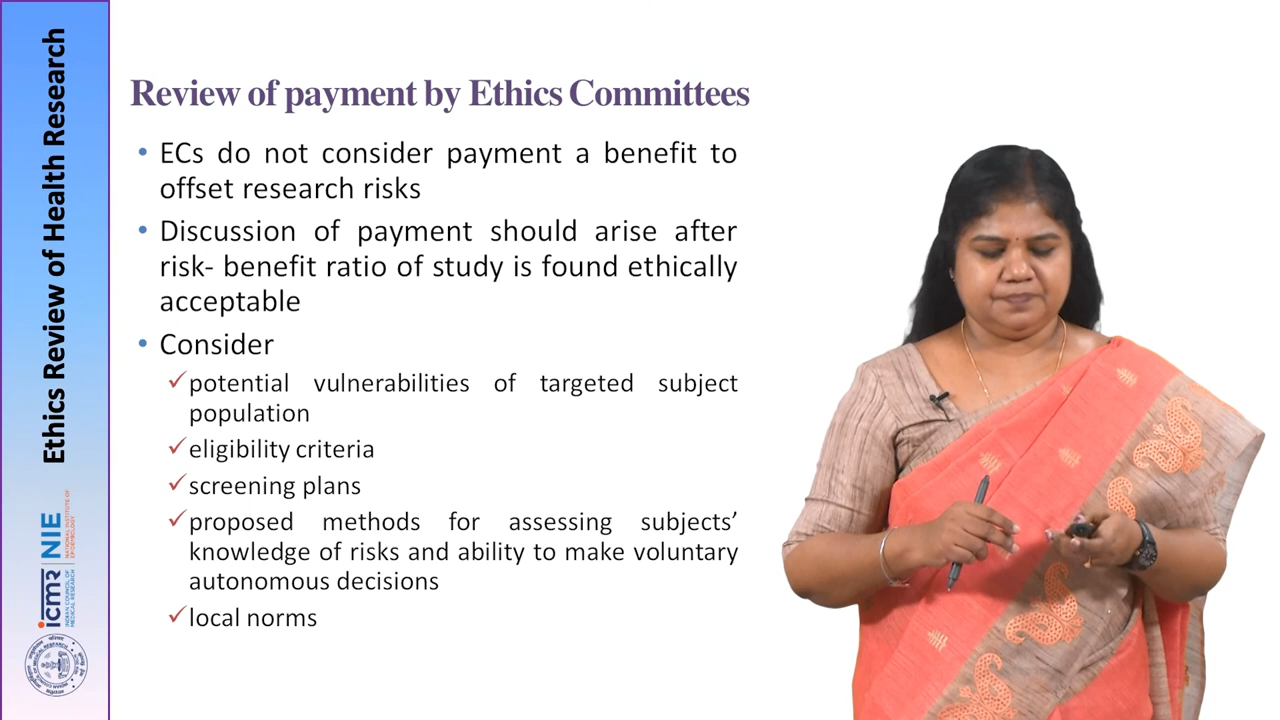 Ethics Review of Health Research
Review of payment by Ethics Committees
• ECs do not consider payment a benefit to
offset research risks
• Discussion of payment should arise after
risk- benefit ratio of study is found ethically
acceptable
• Consider
✓potential vulnerabilities of targeted subject
population
✓eligibility criteria
✓screening plans
✓proposed methods for assessing subjects’
knowledge of risks and ability to make voluntary
autonomous decisions
✓local norms
icmr
INDIAN COUNCIL OF
MEDICAL RESEARCH
NIE
NATIONAL INSTITUTE OF
EPIDEMIOLOGY